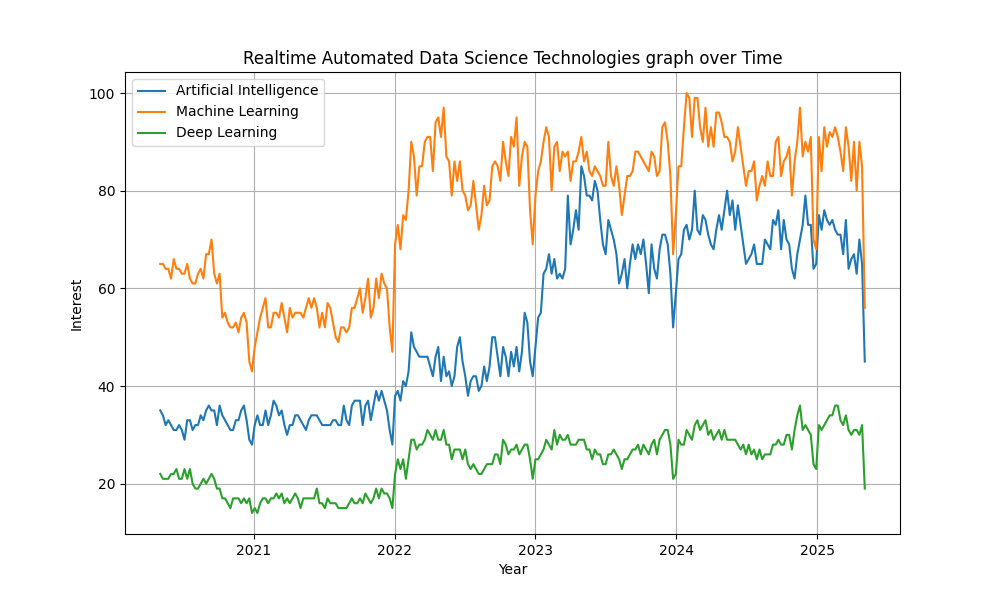 Realtime Automated Data Science Technologies graph over Time
Artificial Intelligence
Machine Learning
Deep Learning
100
80
60
40
20
Interest
2021 2022 2023 2024 2025
Year